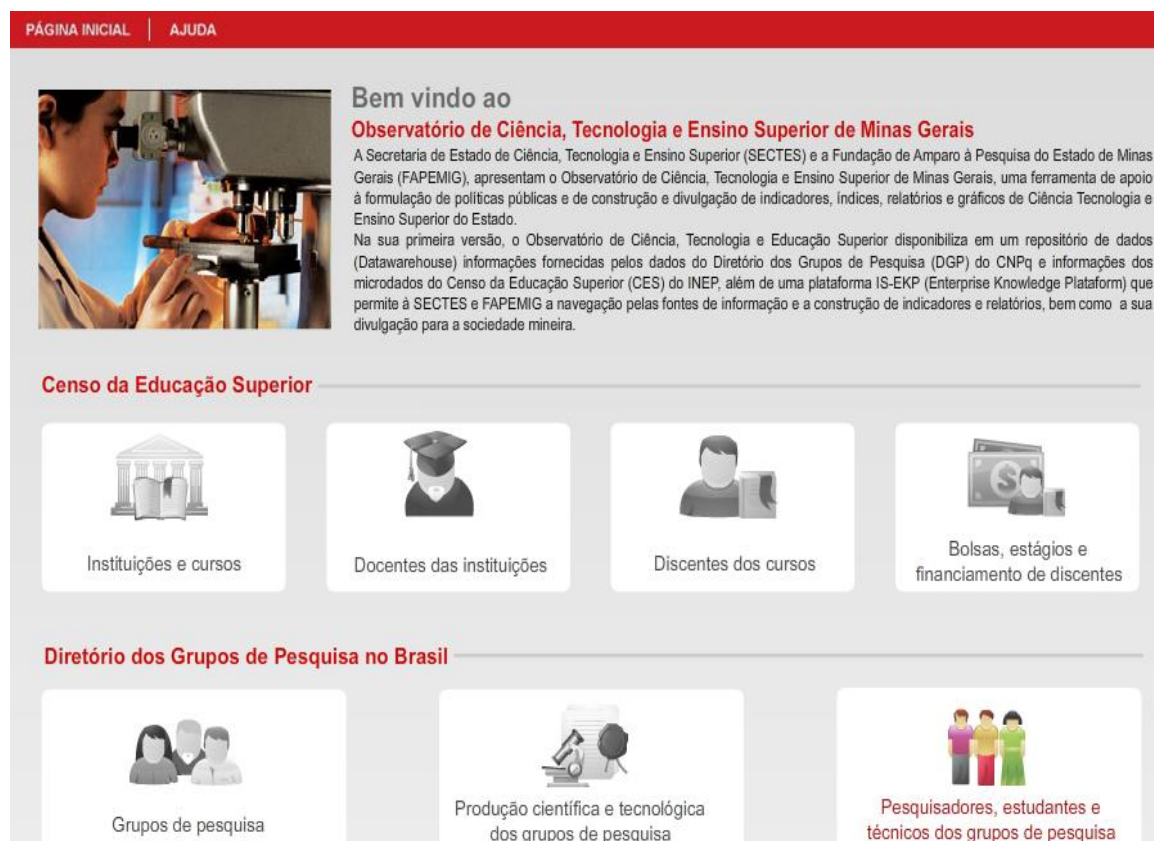 PÁGINA INICIAL | AJUDA
Bem vindo ao
Observatório de Ciência, Tecnologia e Ensino Superior de Minas Gerais
A Secretaria de Estado de Ciência, Tecnologia e Ensino Superior (SECTES) e a Fundação de Amparo à Pesquisa do Estado de Minas
Gerais (FAPEMIG), apresentam o Observatório de Ciência, Tecnologia e Ensino Superior de Minas Gerais, uma ferramenta de apoio
à formulação de políticas públicas e de construção e divulgação de indicadores, índices, relatórios e gráficos de Ciência Tecnologia e
Ensino Superior do Estado.
Na sua primeira versão, o Observatório de Ciência, Tecnologia e Educação Superior disponibiliza em um repositório de dados
(Datawarehouse) informações fornecidas pelos dados do Diretório dos Grupos de Pesquisa (DGP) do CNPq e informações dos
microdados do Censo da Educação Superior (CES) do INEP, além de uma plataforma IS-EKP (Enterprise Knowledge Plataform) que
permite à SECTES e FAPEMIG a navegação pelas fontes de informação e a construção de indicadores e relatórios, bem como a sua
divulgação para a sociedade mineira.
Censo da Educação Superior
Instituições e cursos
Docentes das instituições
Discentes dos cursos
Bolsas, estágios e
financiamento de discentes
Diretório dos Grupos de Pesquisa no Brasil
Grupos de pesquisa
Produção científica e tecnológica
dos grupos de pesquisa
Pesquisadores, estudantes e
técnicos dos grupos de pesquisa